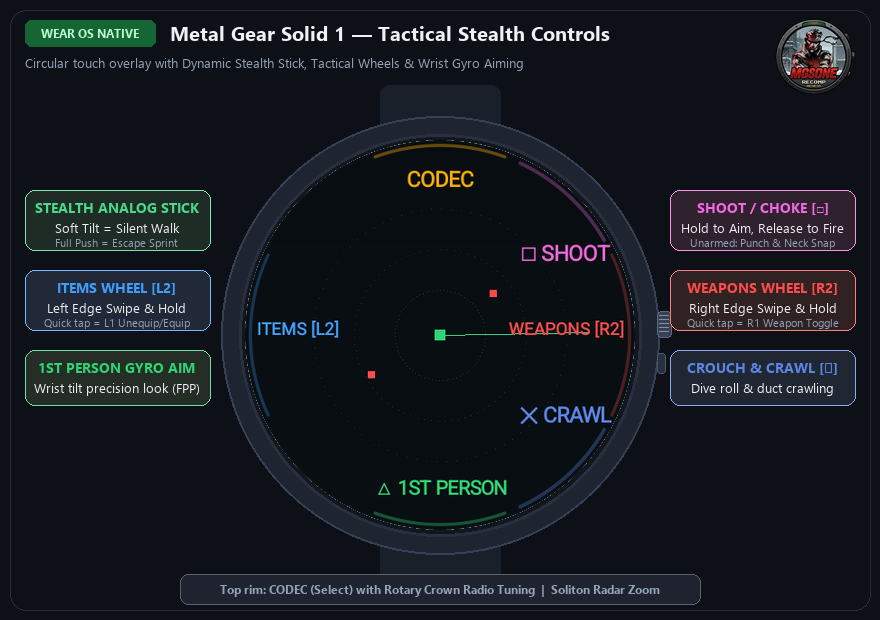 WEAR OS NATIVE
Metal Gear Solid 1 — Tactical Stealth Controls
Circular touch overlay with Dynamic Stealth Stick, Tactical Wheels & Wrist Gyro Aiming
MGSONE
RECOMP
CODEC
STEALTH ANALOG STICK
Soft Tilt = Silent Walk
Full Push = Escape Sprint
SHOOT / CHOKE [□]
Hold to Aim, Release to Fire
Unarmed: Punch & Neck Snap
□ SHOOT
ITEMS WHEEL [L2]
Left Edge Swipe & Hold
Quick tap = L1 Unequip/Equip
ITEMS [L2]
WEAPONS [R2]
WEAPONS WHEEL [R2]
Right Edge Swipe & Hold
Quick tap = R1 Weapon Toggle
1ST PERSON GYRO AIM
Wrist tilt precision look (FPP)
CROUCH & CRAWL [▯]
Dive roll & duct crawling
✕ CRAWL
△ 1ST PERSON
Top rim: CODEC (Select) with Rotary Crown Radio Tuning | Soliton Radar Zoom